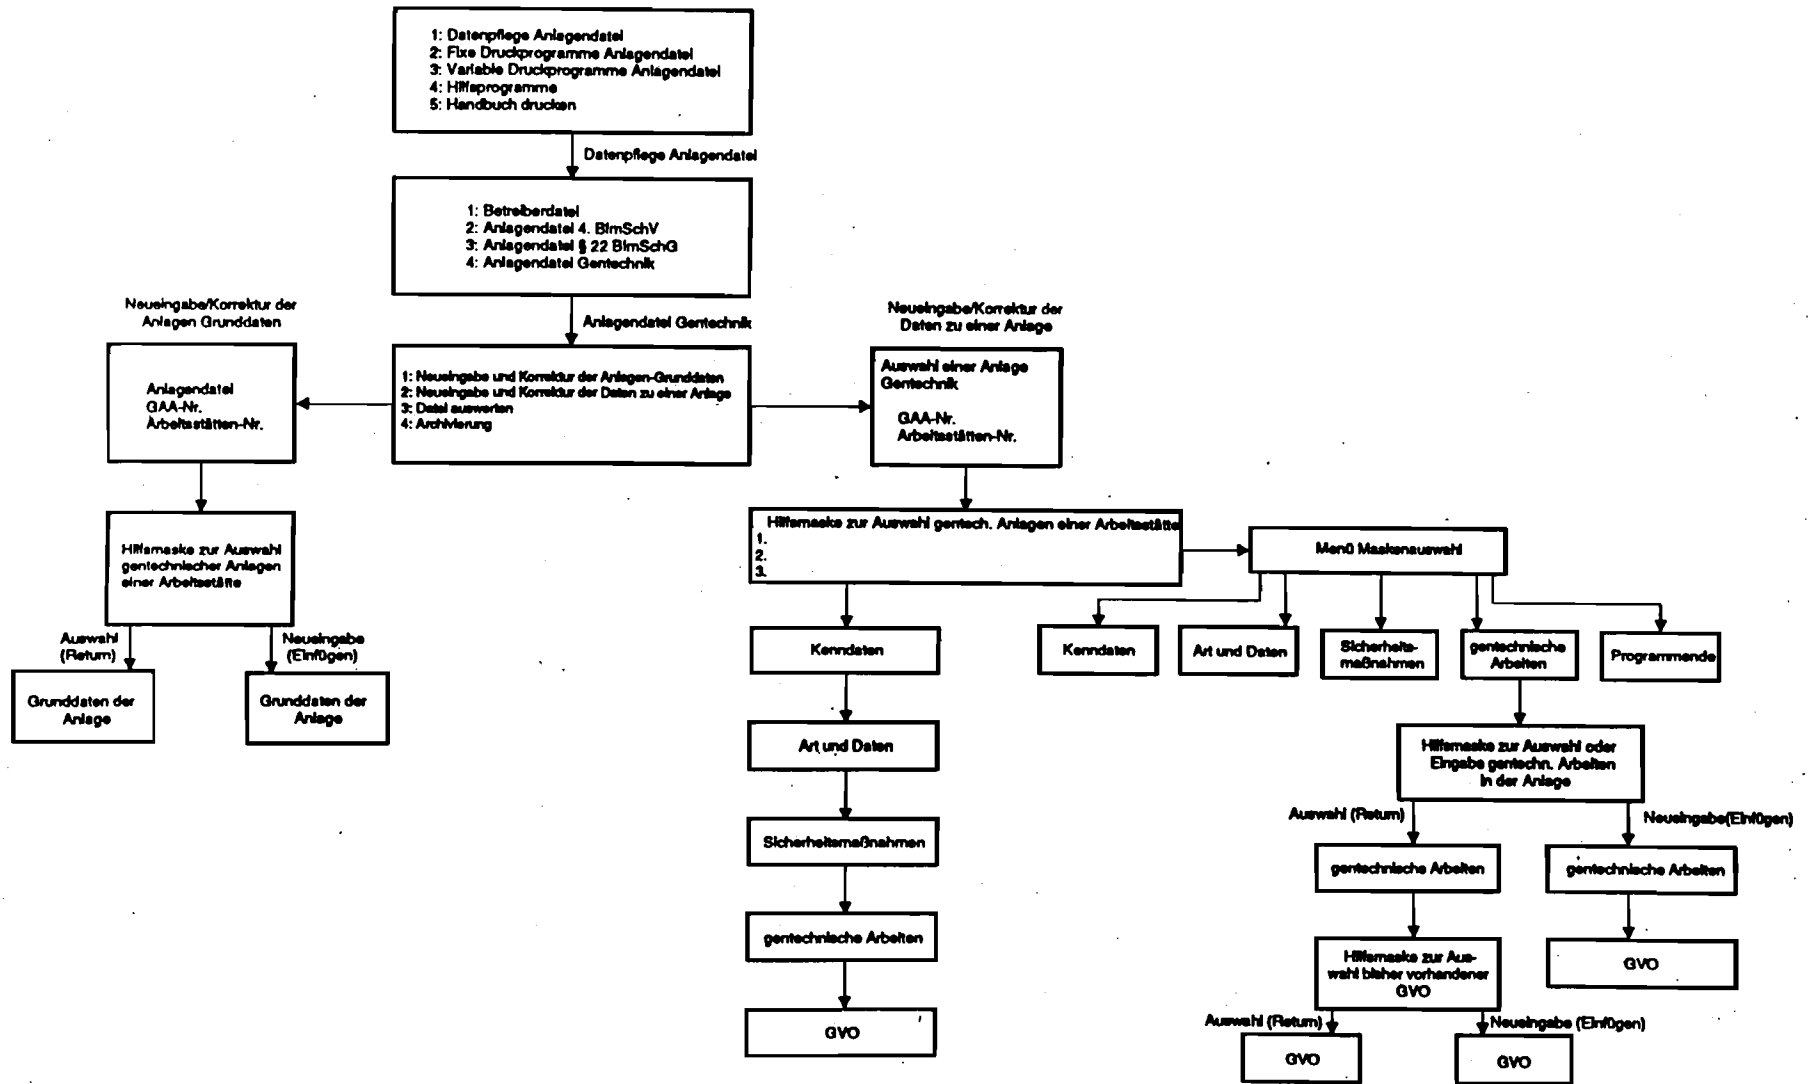 1: Datenpflege Anlagendatei
2: Fixe Druckprogramme Anlagendatei
3: Variable Druckprogramme Anlagendatei
4: Hilfsprogramme
5: Handbuch drucken
Datenpflege Anlagendatei
1: Betreiberdatei
2: Anlagendatei 4. BImSchV
3: Anlagendatei § 22 BImSchG
4: Anlagendatei Gentechnik
Anlagendatei Gentechnik
Neueingabe/Korrektur der
Anlagen Grunddaten
Anlagendatei
GAA-Nr.
Arbeitsstätten-Nr.
1: Neueingabe und Korrektur der Anlagen-Grunddaten
2: Neueingabe und Korrektur der Daten zu einer Anlage
3: Datei auswerten
4: Archivierung
Neueingabe/Korrektur der
Daten zu einer Anlage
Auswahl einer Anlage
Gentechnik
GAA-Nr.
Arbeitsstätten-Nr.
Hilfsmaske zur Auswahl
gentechnischer Anlagen
einer Arbeitsstätte
Auswahl
(Return)
Neueingabe
(Einfügen)
Grunddaten der
Anlage
Grunddaten der
Anlage
Hilfsmaske zur Auswahl gentech. Anlagen einer Arbeitsstätte
1.
2.
3.
Kenndaten
Art und Daten
Sicherheitsmaßnahmen
gentechnische Arbeiten
GVO
Menü Maskenauswahl
Kenndaten
Art und Daten
Sicherheits-
maßnahmen
gentechnische
Arbeiten
Programmende
Hilfsmaske zur Auswahl oder
Eingabe gentechn. Arbeiten
in der Anlage
Auswahl (Return)
Neueingabe(Einfügen)
gentechnische Arbeiten
gentechnische Arbeiten
Hilfsmaske zur Aus-
wahl bisher vorhandener
GVO
GVO
Auswahl (Return)
Neueingabe (Einfügen)
GVO
GVO